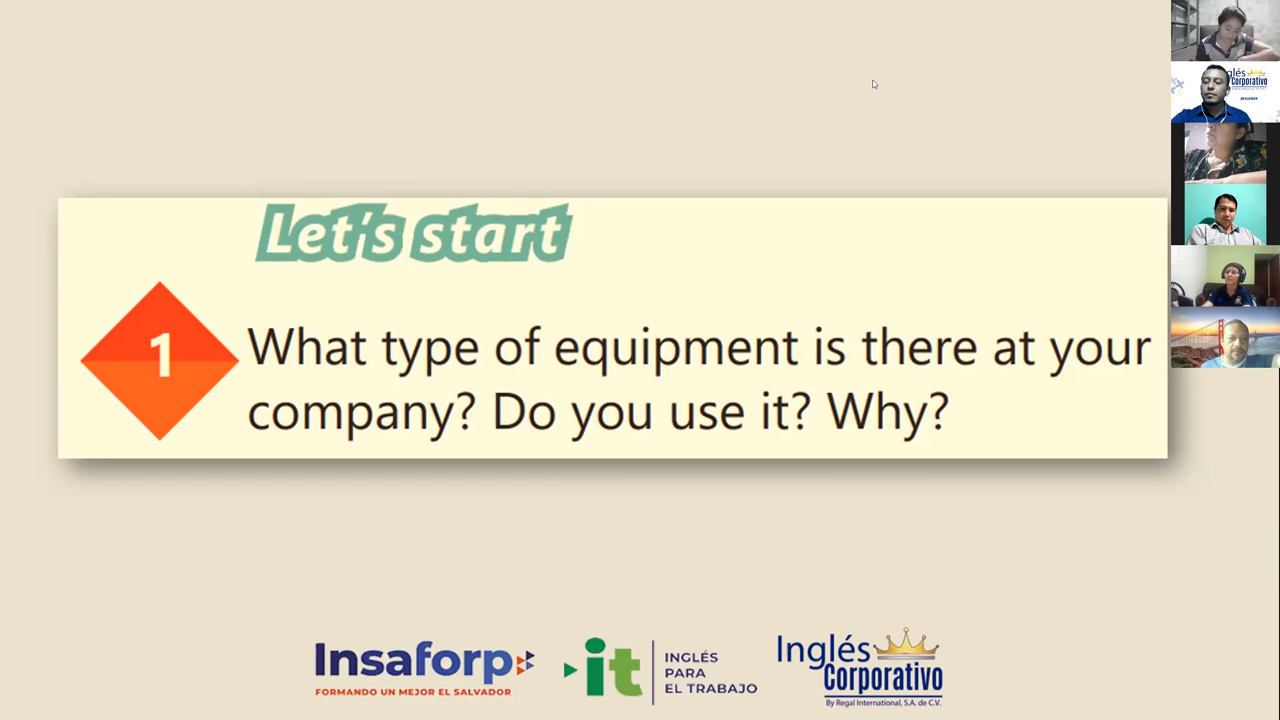 Let's start
1
What type of equipment is there at your
company? Do you use it? Why?
Insaforp
FORMANDO UN MEJOR EL SALVADOR
it
INGLÉS
PARA
EL TRABAJO
Inglés
Corporativo
By Regal International, S.A. de C.V.
glés
Corporativo